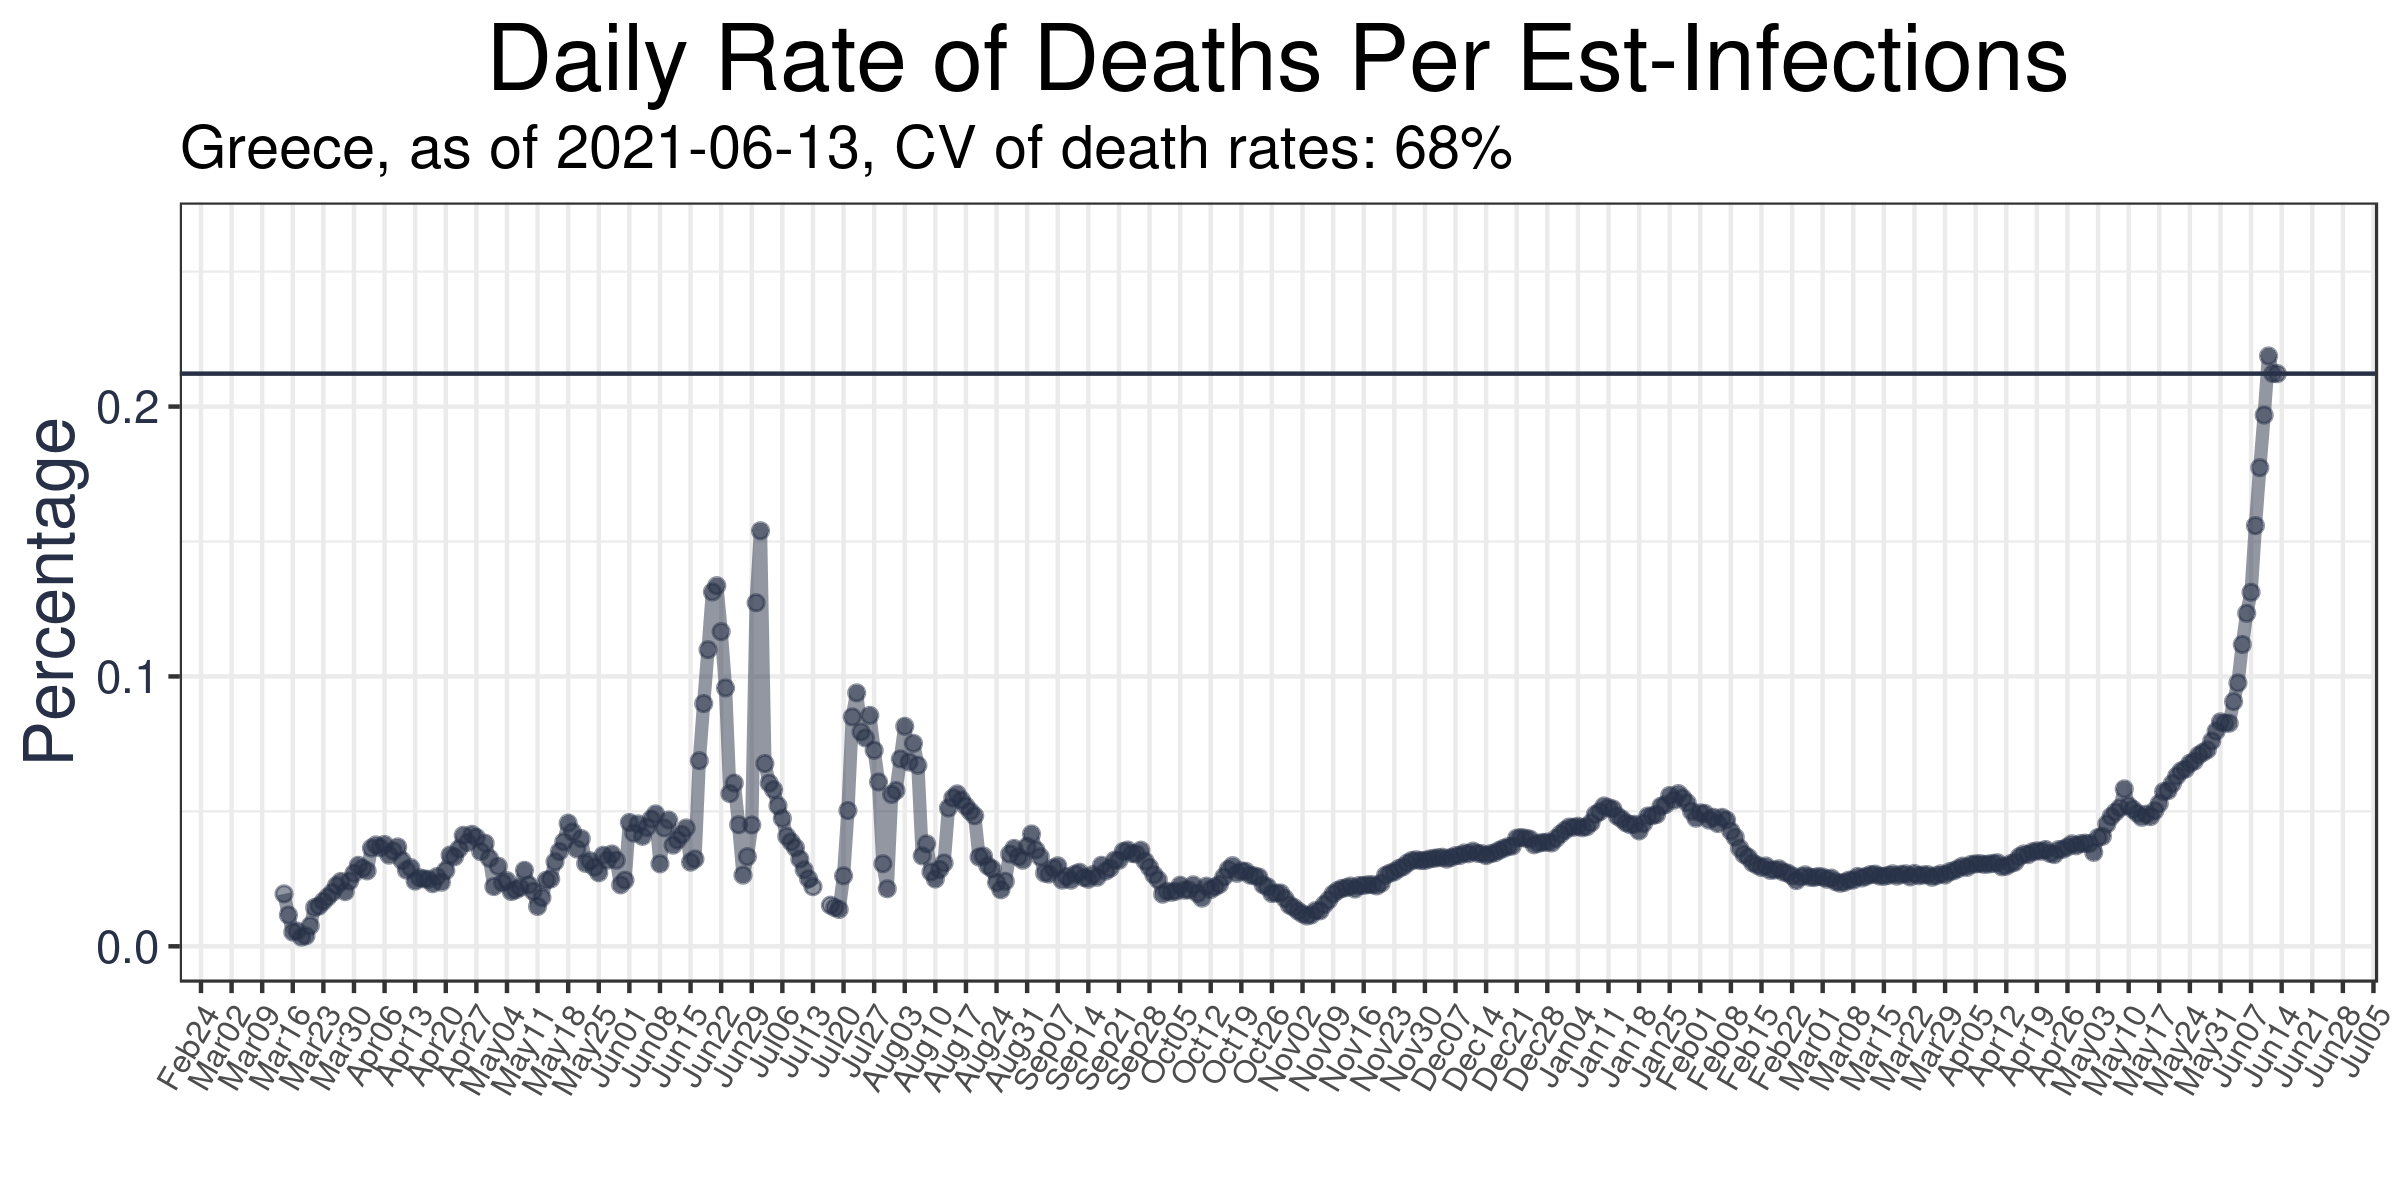 Daily Rate of Deaths Per Est-Infections
Greece, as of 2021-06-13, CV of death rates: 68%
Percentage
0.2
0.1
0.0
Feb24
Mar02
Mar09
Mar16
Mar23
Mar30
Apr06
Apr13
Apr20
Apr27
May04
May11
May18
May25
Jun01
Jun08
Jun15
Jun22
Jun29
Jul06
Jul13
Jul20
Jul27
Aug03
Aug10
Aug17
Aug24
Aug31
Sep07
Sep14
Sep21
Sep28
Oct05
Oct12
Oct19
Oct26
Nov02
Nov09
Nov16
Nov23
Nov30
Dec07
Dec14
Dec21
Dec28
Jan04
Jan11
Jan18
Jan25
Feb01
Feb08
Feb15
Feb22
Mar01
Mar08
Mar15
Mar22
Mar29
Apr05
Apr12
Apr19
Apr26
May03
May10
May17
May24
May31
Jun07
Jun14
Jun21
Jun28
Jul05